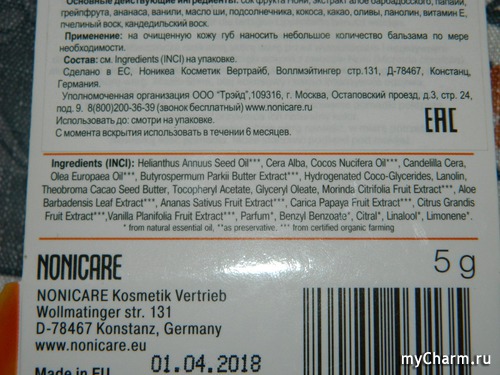 Основные действующие ингредиенты: сок фрукта Нони, экстракт алоэ барбадосского, папайи,
грейпфрута, ананаса, ванили, масло ши, подсолнечника, кокоса, какао, оливы, ланолин, витамин Е,
пчелиный воск, кандедильский воск.
Применение: на очищенную кожу губ наносить небольшое количество бальзама по мере
необходимости.
Состав: см. Ingredients (INCI) на упаковке.
Сделано в ЕС, Ноникеа Косметик Вертрайб, Воллмэйтингер стр.131, Д-78467, Констанц,
Германия.
Уполномоченная организация ООО "Трэйд",109316, г. Москва, Остаповский проезд, д.3, стр. 24,
под. 9. 8(800)200-36-39 (звонок бесплатный) www.nonicare.ru
Использовать до: смотри на упаковке.
С момента вскрытия использовать в течении 6 месяцев.
EAC
Ingredients (INCI): Helianthus Annuus Seed Oil***, Cera Alba, Cocos Nucifera Oil***, Candelilla Cera,
Olea Europaea Oil***, Butyrospermum Parkii Butter Extract***, Hydrogenated Coco-Glycerides, Lanolin,
Theobroma Cacao Seed Butter, Tocopheryl Acetate, Glyceryl Oleate, Morinda Citrifolia Fruit Extract***, Aloe
Barbadensis Leaf Extract***, Ananas Sativus Fruit Extract***, Carica Papaya Fruit Extract***, Citrus Grandis
Fruit Extract***,Vanilla Planifolia Fruit Extract***, Parfum*, Benzyl Benzoate*, Citral*, Linalool*, Limonene*.
* from natural essential oil, **as preservative. *** from certified organic farming
NONICARE
5 g
NONICARE Kosmetik Vertrieb
Wollmatinger str. 131
D-78467 Konstanz, Germany
www.nonicare.eu
01.04.2018
Made in EU
myCharm.ru